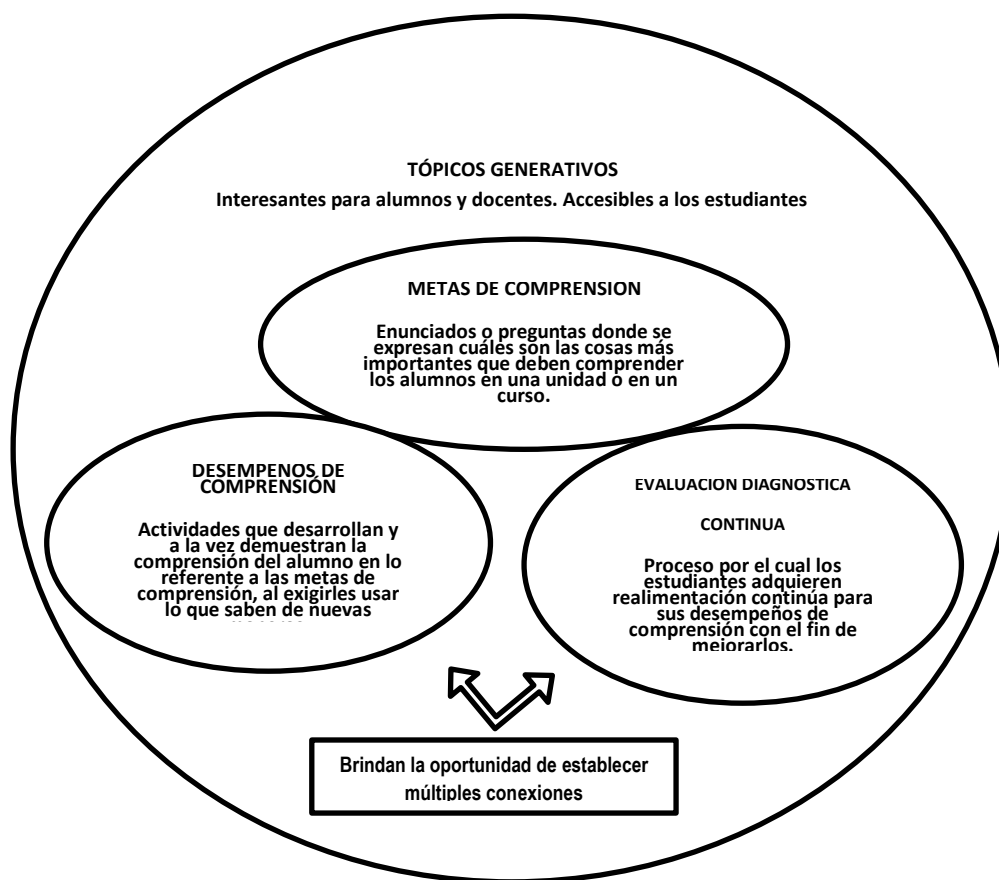 TÓPICOS GENERATIVOS
Interesantes para alumnos y docentes. Accesibles a los estudiantes
METAS DE COMPRENSION
Enunciados o preguntas donde se
expresan cuáles son las cosas más
importantes que deben comprender
los alumnos en una unidad o en un
curso.
DESEMPENOS DE
COMPRENSIÓN
Actividades que desarrollan y
a la vez demuestran la
comprensión del alumno en lo
referente a las metas de
comprensión, al exigirles usar
lo que saben de nuevas
EVALUACION DIAGNOSTICA
CONTINUA
Proceso por el cual los
estudiantes adquieren
realimentación continúa para
sus desempeños de
comprensión con el fin de
mejorarlos.
Brindan la oportunidad de establecer
múltiples conexiones